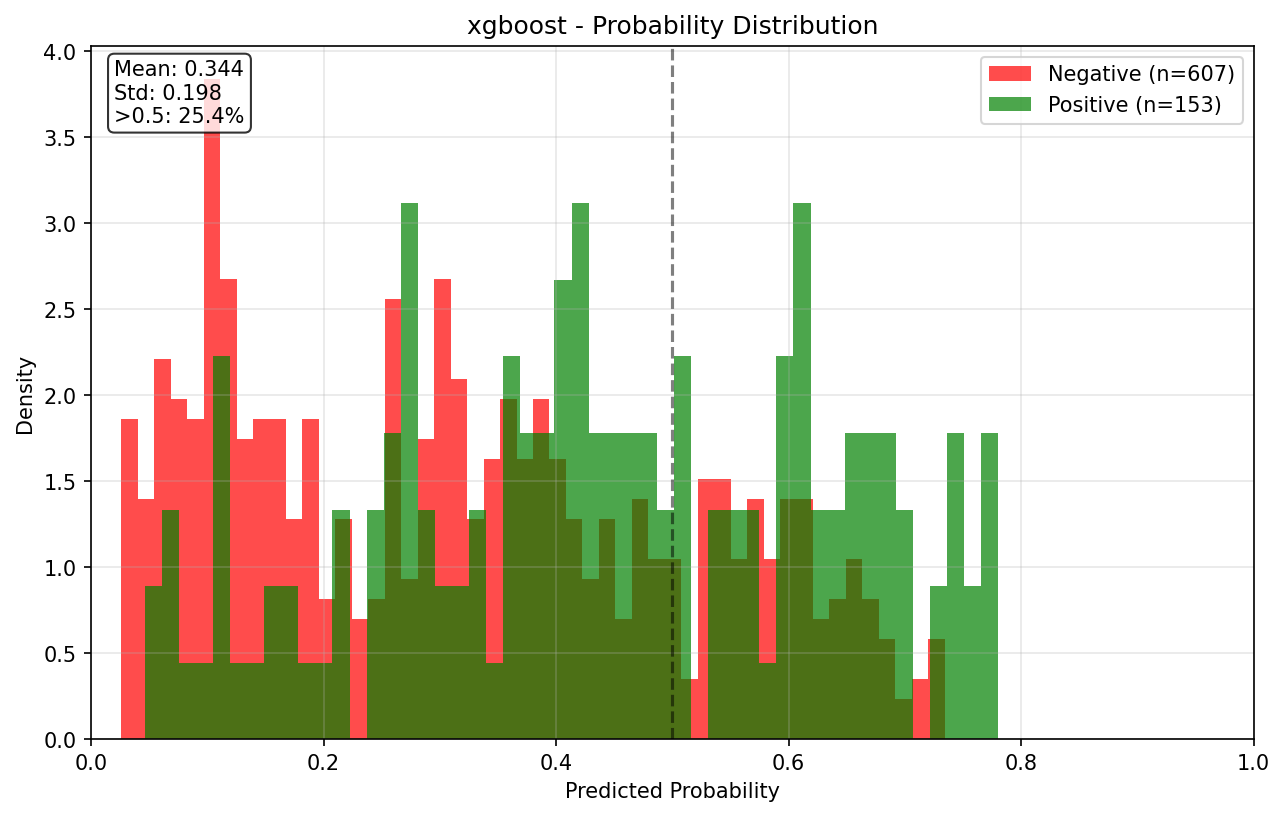 xgboost - Probability Distribution
Mean: 0.344
Std: 0.198
>0.5: 25.4%
Negative (n=607)
Positive (n=153)
Density
4.0
3.5
3.0
2.5
2.0
1.5
1.0
0.5
0.0
0.0 0.2 0.4 0.6 0.8 1.0
Predicted Probability